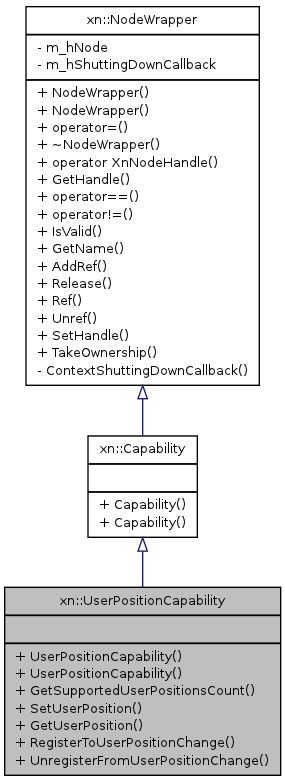 xn::NodeWrapper
- m_hNode
- m_hShuttingDownCallback
+ NodeWrapper()
+ NodeWrapper()
+ operator=()
+ ~NodeWrapper()
+ operator XnNodeHandle()
+ GetHandle()
+ operator==()
+ operator!=()
+ IsValid()
+ GetName()
+ AddRef()
+ Release()
+ Ref()
+ Unref()
+ SetHandle()
+ TakeOwnership()
- ContextShuttingDownCallback()
xn::Capability
+ Capability()
+ Capability()
xn::UserPositionCapability
+ UserPositionCapability()
+ UserPositionCapability()
+ GetSupportedUserPositionsCount()
+ SetUserPosition()
+ GetUserPosition()
+ RegisterToUserPositionChange()
+ UnregisterFromUserPositionChange()